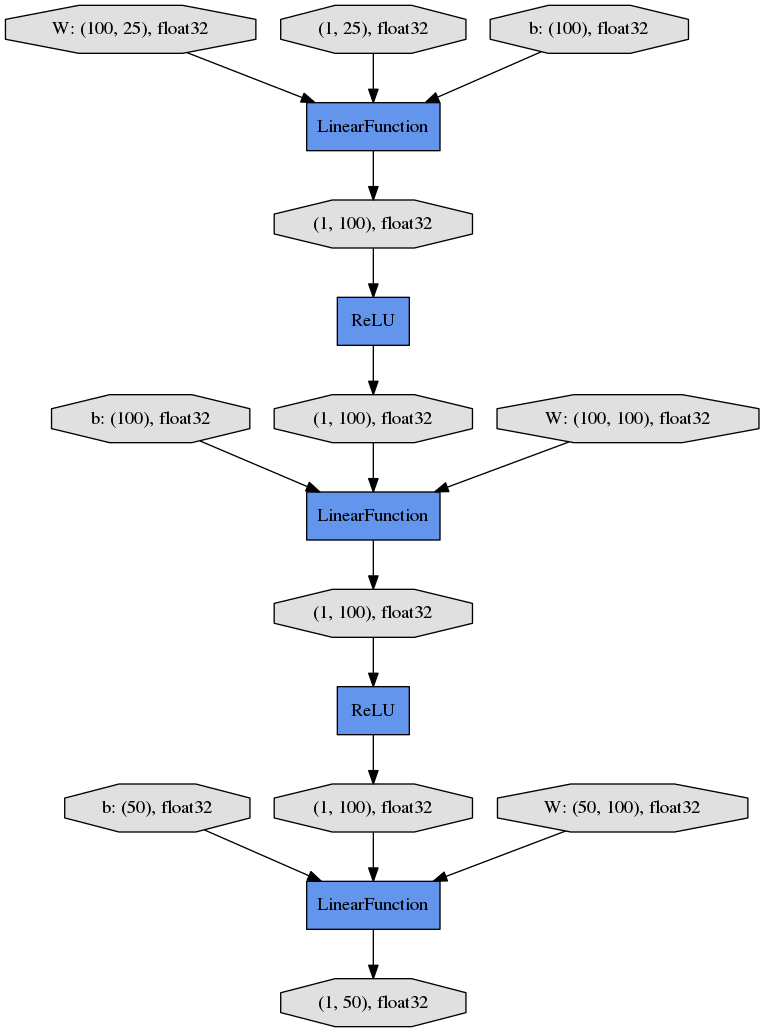 W: (100, 25), float32
(1, 25), float32
b: (100), float32
LinearFunction
(1, 100), float32
ReLU
b: (100), float32
(1, 100), float32
W: (100, 100), float32
LinearFunction
(1, 100), float32
ReLU
b: (50), float32
(1, 100), float32
W: (50, 100), float32
LinearFunction
(1, 50), float32